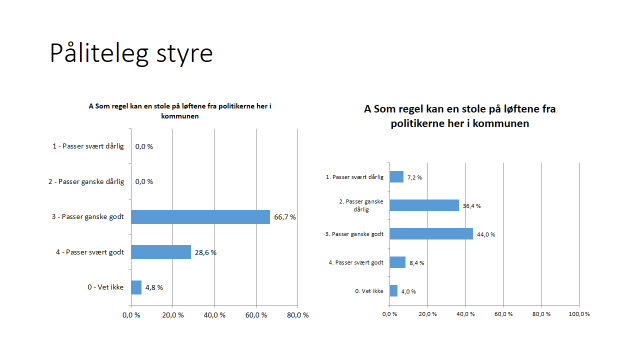 Påliteleg styre
A Som regel kan en stole på løftene fra politikerne her i
kommunen
1 - Passer svært dårlig
0,0 %
2 - Passer ganske dårlig
0,0 %
3 - Passer ganske godt
66,7 %
4 - Passer svært godt
28,6 %
0 - Vet ikke
4,8 %
0,0 % 20,0 % 40,0 % 60,0 % 80,0 %
A Som regel kan en stole på løftene fra
politikerne her i kommunen
1. Passer svært dårlig
7,2 %
2. Passer ganske
dårlig
36,4 %
3. Passer ganske godt
44,0 %
4. Passer svært godt
8,4 %
0. Vet ikke
4,0 %
0,0 % 20,0 % 40,0 % 60,0 % 80,0 % 100,0 %